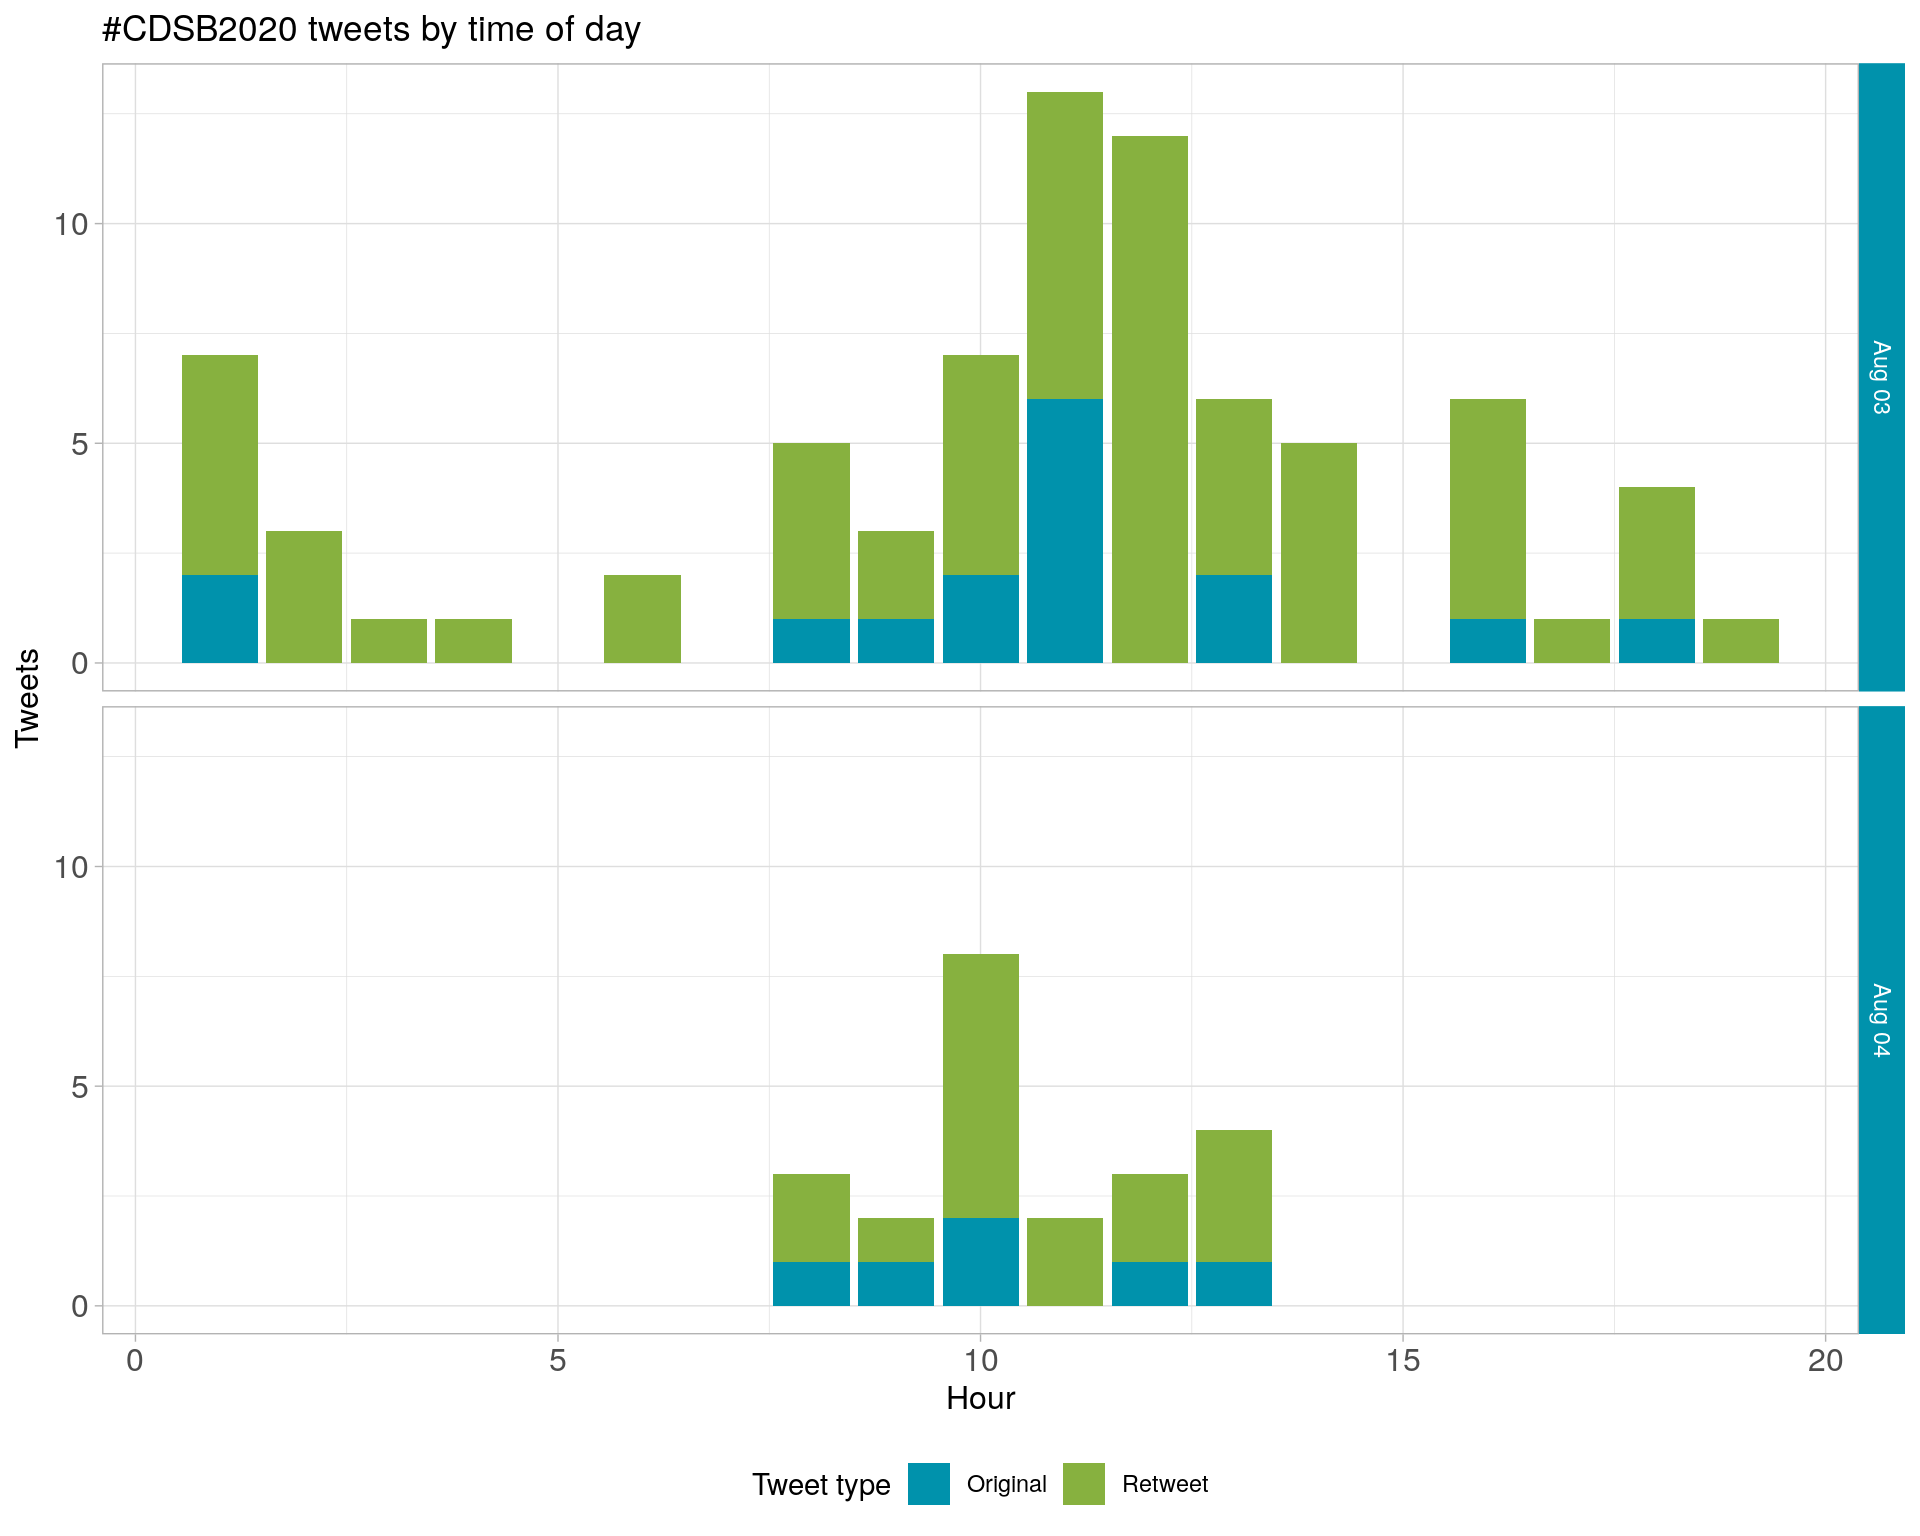 #CDSB2020 tweets by time of day
Tweets
10
5
0
Aug 03
10
5
0
Aug 04
0 5 10 15 20
Hour
Tweet type Original Retweet